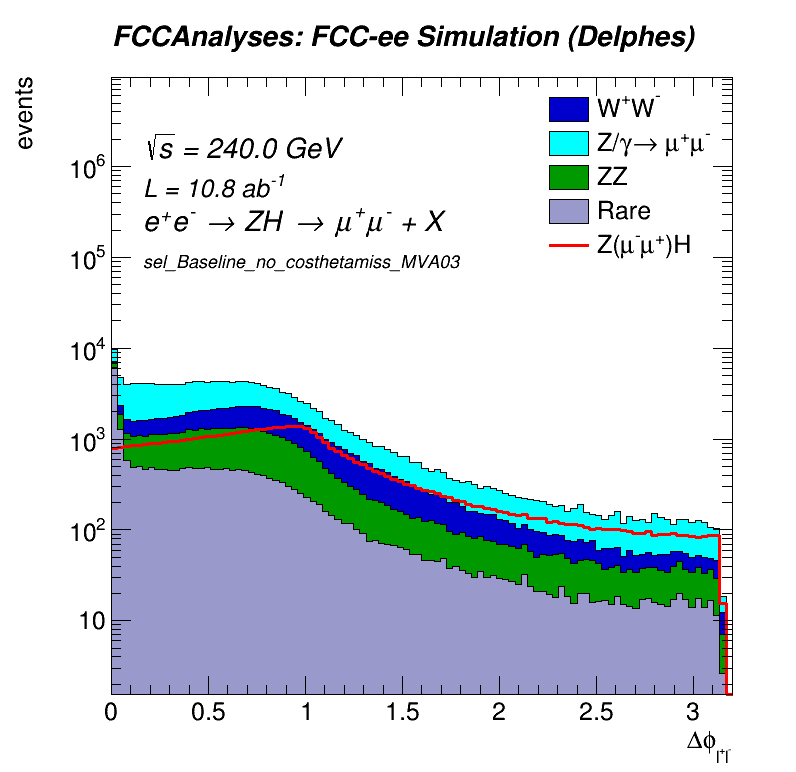 FCCAnalyses: FCC-ee Simulation (Delphes)
events
√s = 240.0 GeV
L = 10.8 ab⁻¹
e⁺e⁻ → ZH → μ⁺μ⁻ + X
sel_Baseline_no_costhetamiss_MVA03
W⁺W⁻
Z/γ→ μ⁺μ⁻
ZZ
Rare
Z(μ⁻μ⁺)H
10⁶
10⁵
10⁴
10³
10²
10
0 0.5 1 1.5 2 2.5 3
Δϕ_l⁺l⁻